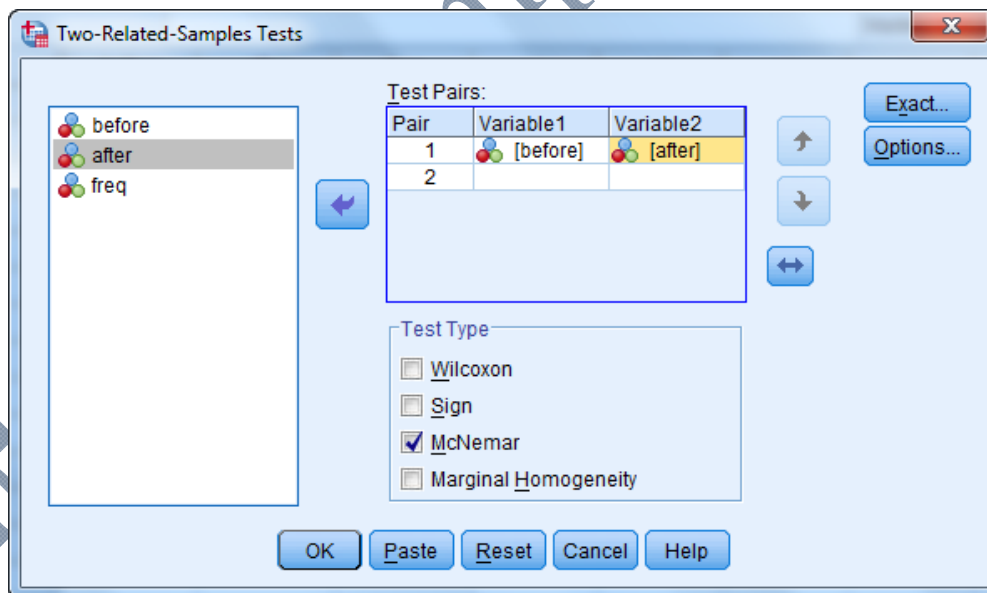 Two-Related-Samples Tests
before
after
freq
Test Pairs:
Pair Variable1 Variable2
1 [before] [after]
2
Exact...
Options...
Test Type
Wilcoxon
Sign
McNemar
Marginal Homogeneity
OK Paste Reset Cancel Help